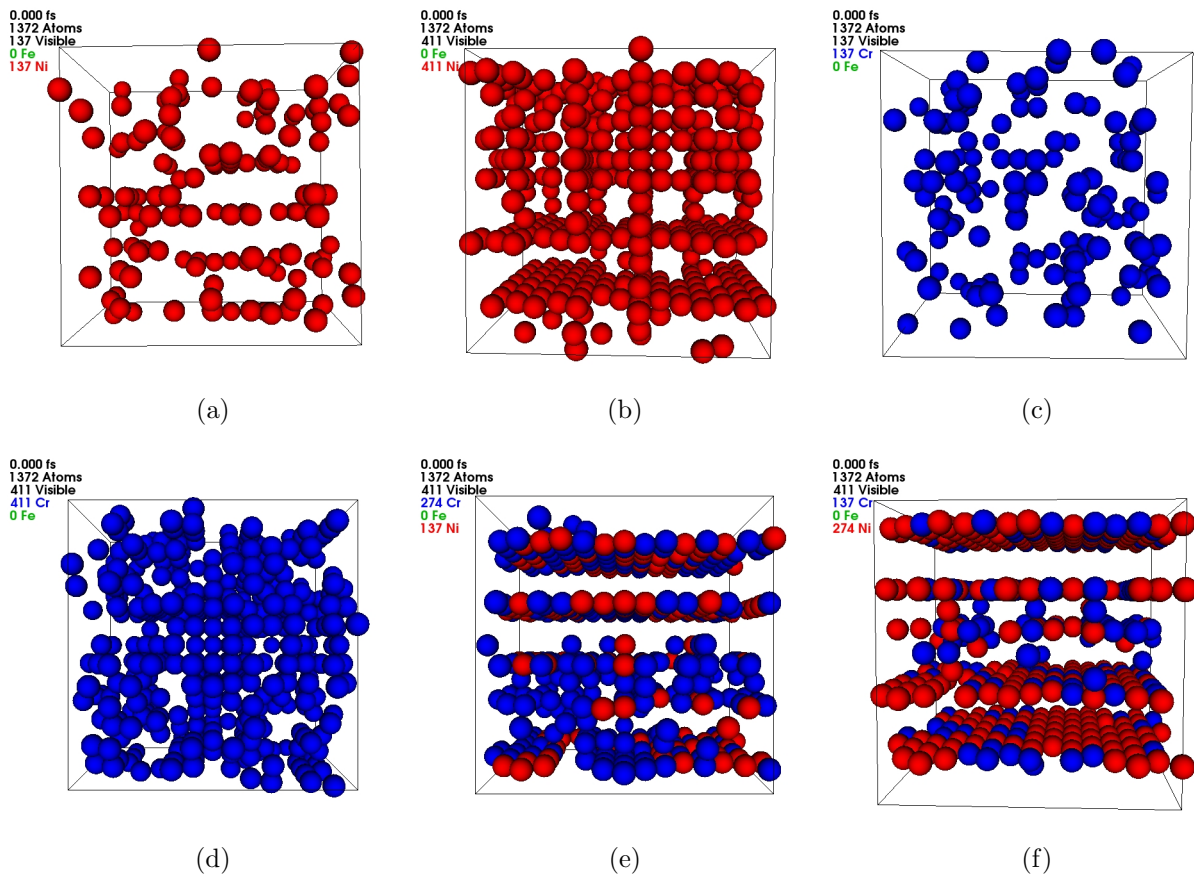 0.000 fs
1372 Atoms
137 Visible
0 Fe
137 Ni
(a)
0.000 fs
1372 Atoms
411 Visible
0 Fe
411 Ni
(b)
0.000 fs
1372 Atoms
137 Visible
137 Cr
0 Fe
(c)
0.000 fs
1372 Atoms
411 Visible
411 Cr
0 Fe
(d)
0.000 fs
1372 Atoms
411 Visible
274 Cr
0 Fe
137 Ni
(e)
0.000 fs
1372 Atoms
411 Visible
137 Cr
0 Fe
274 Ni
(f)